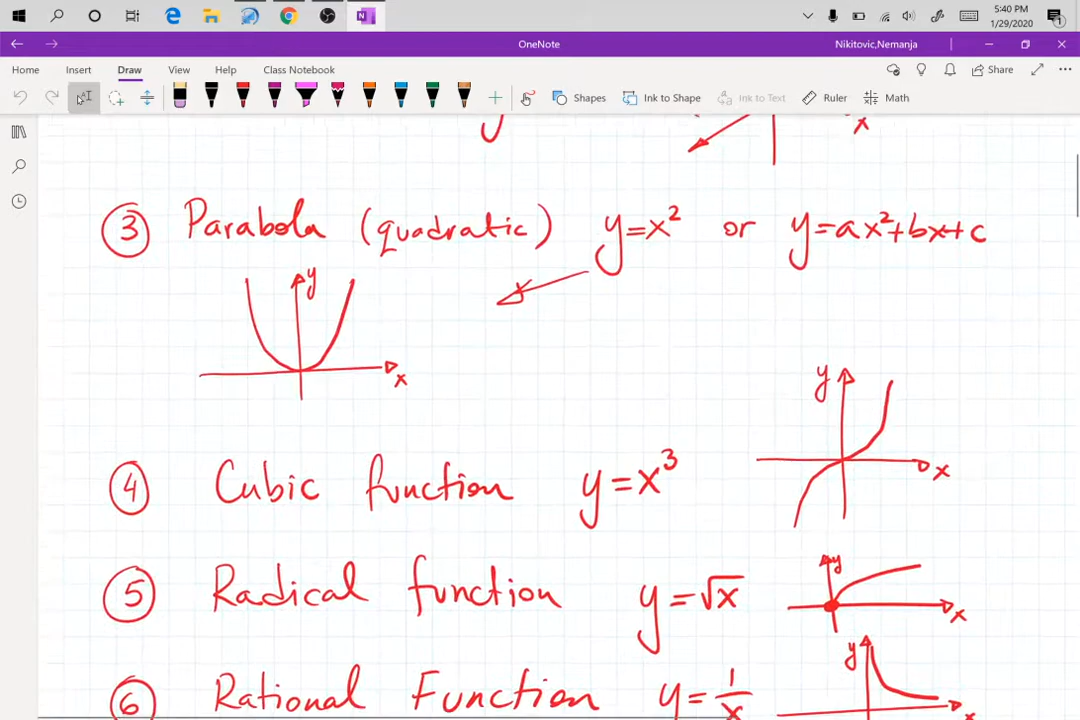 5:40 PM
1/29/2020
1
OneNote
Nikitovic,Nemanja
Home Insert Draw View Help Class Notebook Share
Shapes Ink to Shape Ink to Text Ruler Math
y x
③ Parabola (quadratic) y=x² or y=ax²+bx+c
y
x
y
x
④ Cubic function y=x³
⑤ Radical function y=√x
y
x
⑥ Rational Function y=1/x
y
x